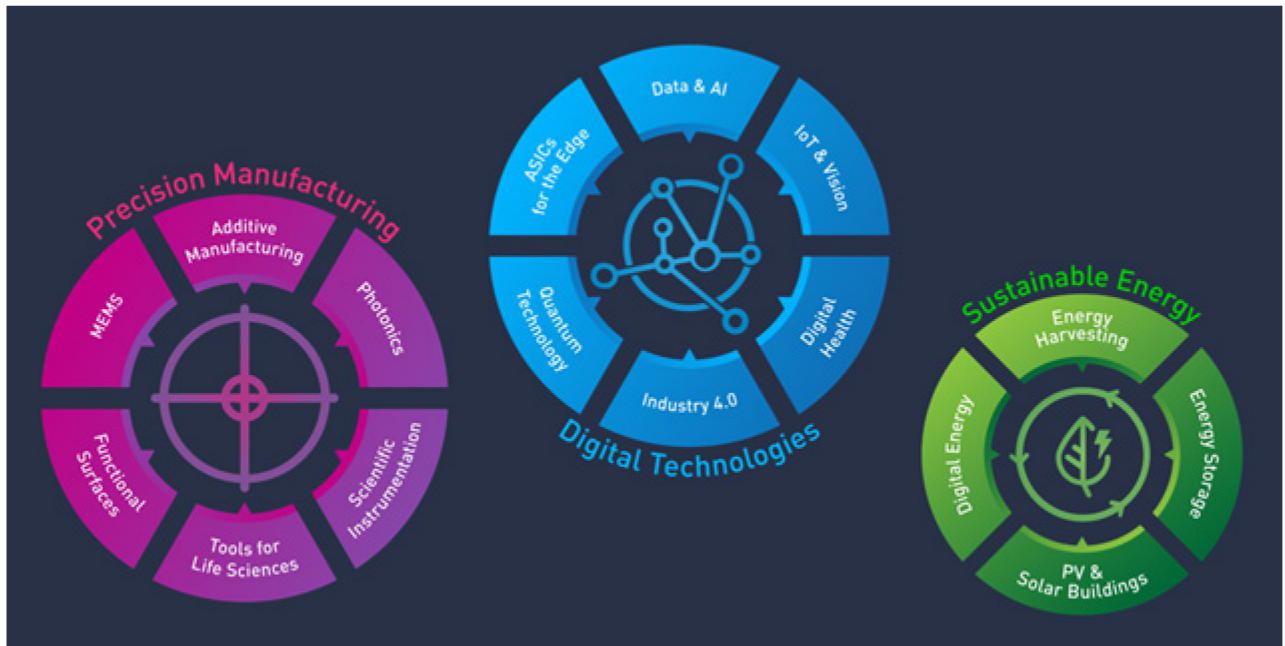 Precision Manufacturing
Additive
Manufacturing
Photonics
Scientific
Instrumentation
Tools for
Life Sciences
Functional
Surfaces
MEMS
Data & AI
IoT & Vision
Digital
Health
Industry 4.0
Quantum
Technology
ASICs
for the Edge
Digital Technologies
Sustainable Energy
Energy
Harvesting
Energy Storage
PV &
Solar Buildings
Digital Energy